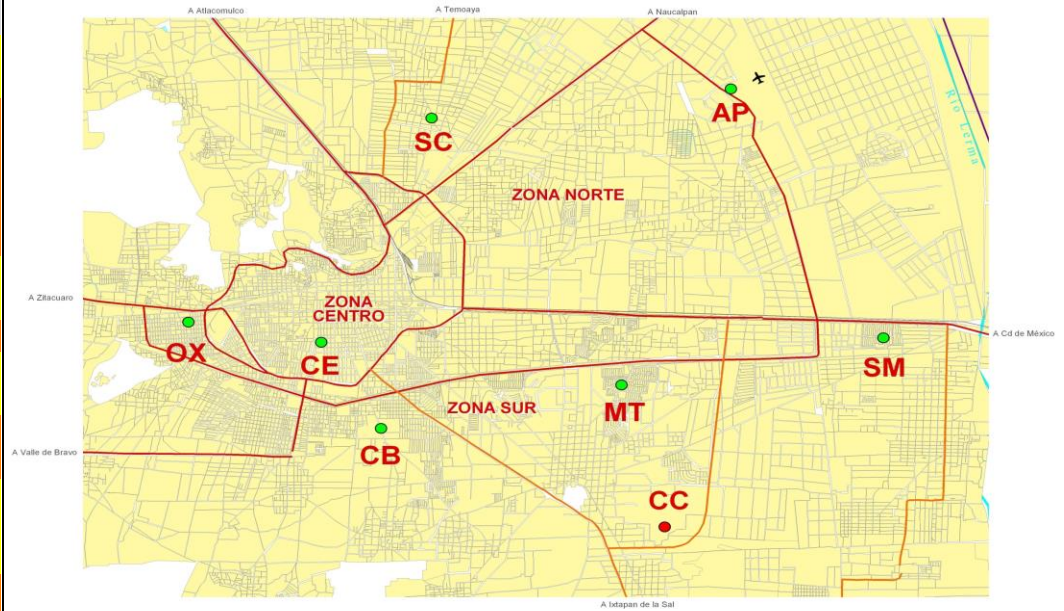 A Atlacomulco
A Temoaya
A Naucalpan
Río Lerma
AP
SC
ZONA NORTE
A Zitacuaro
ZONA
CENTRO
A Cd de México
OX
CE
SM
ZONA SUR
MT
CB
A Valle de Bravo
CC
A Ixtapan de la Sal